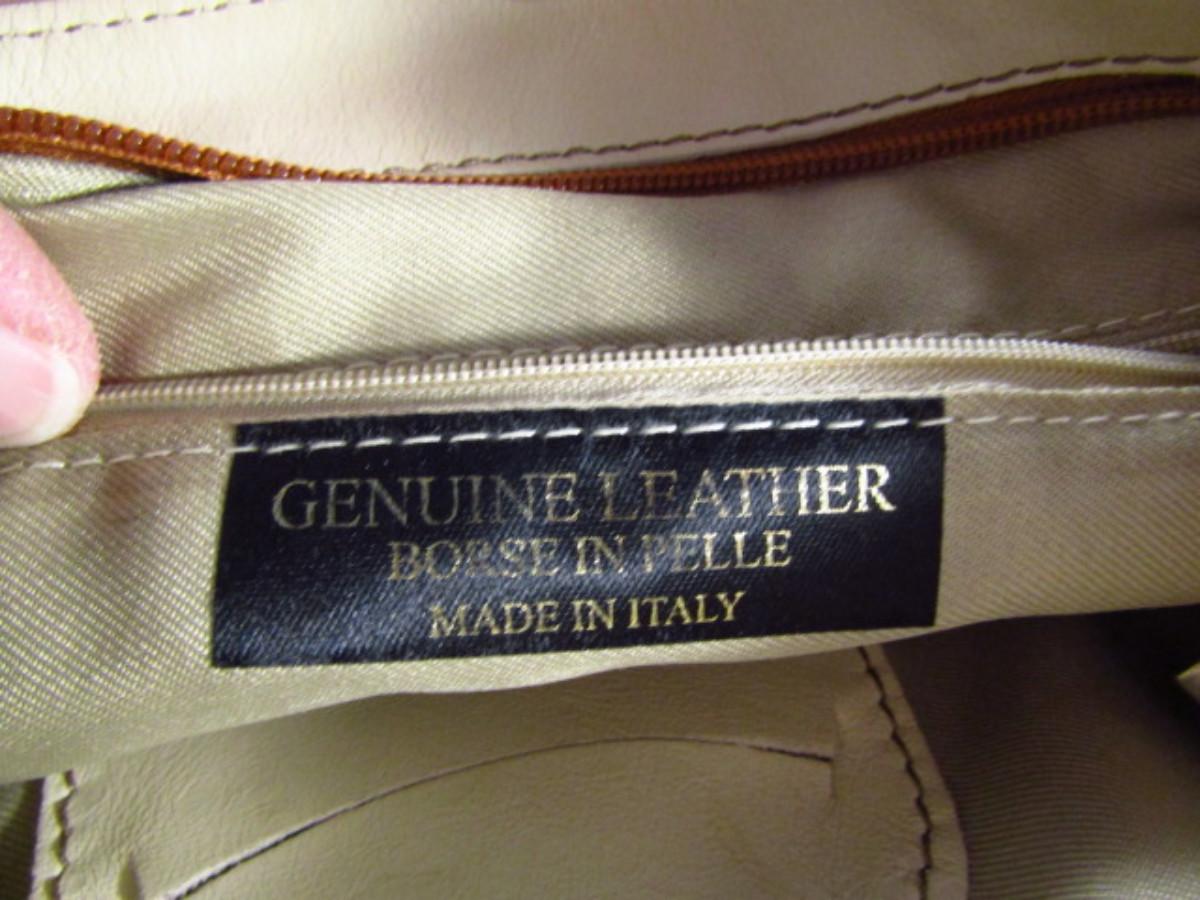 GENUINE LEATHER
BORSE IN PELLE
MADE IN ITALY